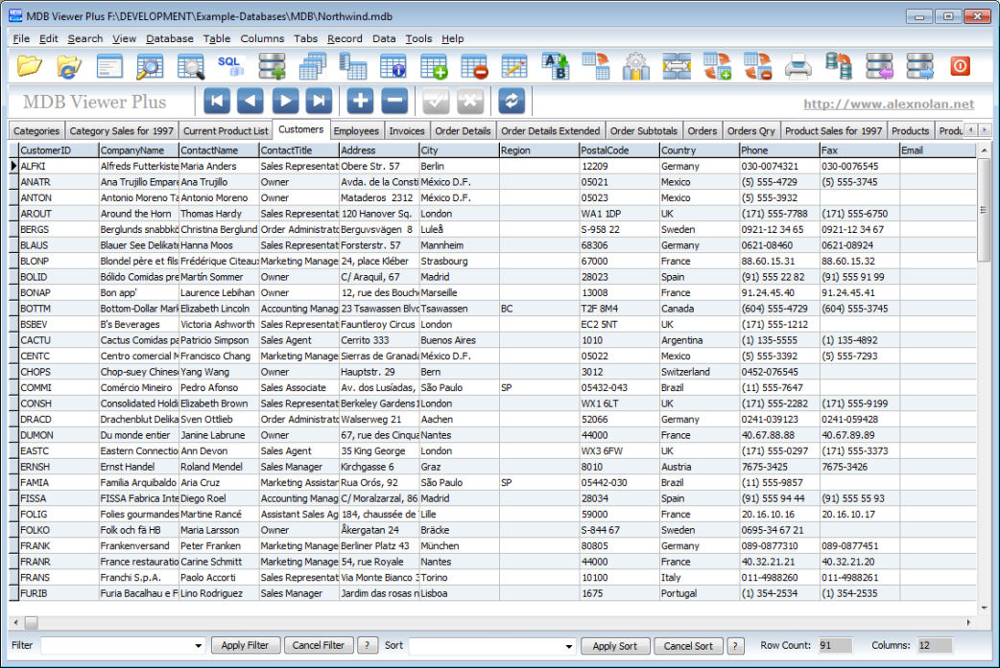 MDB Viewer Plus F:\DEVELOPMENT\Example-Databases\MDB\Northwind.mdb
File Edit Search View Database Table Columns Tabs Record Data Tools Help
SQL
MDB Viewer Plus http://www.alexnolan.net
Categories Category Sales for 1997 Current Product List Customers Employees Invoices Order Details Order Details Extended Order Subtotals Orders Orders Qry Product Sales for 1997 Products Produ
CustomerID CompanyName ContactName ContactTitle Address City Region PostalCode Country Phone Fax Email
ALFKI Alfreds Futterkiste Maria Anders Sales Representat Obere Str. 57 Berlin 12209 Germany 030-0074321 030-0076545
ANATR Ana Trujillo Empare Ana Trujillo Owner Avda. de la Consti México D.F. 05021 Mexico (5) 555-4729 (5) 555-3745
ANTON Antonio Moreno Ta Antonio Moreno Owner Mataderos 2312 México D.F. 05023 Mexico (5) 555-3932
AROUT Around the Horn Thomas Hardy Sales Representat 120 Hanover Sq. London WA1 1DP UK (171) 555-7788 (171) 555-6750
BERGS Berglunds snabbkö Christina Berglund Order Administrato Berguvsvägen 8 Luleå S-958 22 Sweden 0921-12 34 65 0921-12 34 67
BLAUS Blauer See Delikate Hanna Moos Sales Representat Forsterstr. 57 Mannheim 68306 Germany 0621-08460 0621-08924
BLONP Blondel père et fils Frédérique Citeaux Marketing Manage 24, place Kléber Strasbourg 67000 France 88.60.15.31 88.60.15.32
BOLID Bólido Comidas pre Martín Sommer Owner C/ Araquil, 67 Madrid 28023 Spain (91) 555 22 82 (91) 555 91 99
BONAP Bon app' Laurence Lebihan Owner 12, rue des Bouch Marseille 13008 France 91.24.45.40 91.24.45.41
BOTTM Bottom-Dollar Mark Elizabeth Lincoln Accounting Manag 23 Tsawassen Blvd Tsawassen BC T2F 8M4 Canada (604) 555-4729 (604) 555-3745
BSBEV B's Beverages Victoria Ashworth Sales Representat Fauntleroy Circus London EC2 5NT UK (171) 555-1212
CACTU Cactus Comidas pa Patricio Simpson Sales Agent Cerrito 333 Buenos Aires 1010 Argentina (1) 135-5555 (1) 135-4892
CENTC Centro comercial M Francisco Chang Marketing Manage Sierras de Granada México D.F. 05022 Mexico (5) 555-3392 (5) 555-7293
CHOPS Chop-suey Chines Yang Wang Owner Hauptstr. 29 Bern 3012 Switzerland 0452-076545
COMMI Comércio Mineiro Pedro Afonso Sales Associate Av. dos Lusíadas, São Paulo SP 05432-043 Brazil (11) 555-7647
CONSH Consolidated Holdi Elizabeth Brown Sales Representat Berkeley Gardens1 London WX1 6LT UK (171) 555-2282 (171) 555-9199
DRACD Drachenblut Delika Sven Ottlieb Order Administrato Walserweg 21 Aachen 52066 Germany 0241-039123 0241-059428
DUMON Du monde entier Janine Labrune Owner 67, rue des Cinqua Nantes 44000 France 40.67.88.88 40.67.89.89
EASTC Eastern Connectio Ann Devon Sales Agent 35 King George London WX3 6FW UK (171) 555-0297 (171) 555-3373
ERNSH Ernst Handel Roland Mendel Sales Manager Kirchgasse 6 Graz 8010 Austria 7675-3425 7675-3426
FAMIA Familia Arquibaldo Aria Cruz Marketing Assistan Rua Orós, 92 São Paulo SP 05442-030 Brazil (11) 555-9857
FISSA FISSA Fabrica Inte Diego Roel Accounting Manag C/ Moralzarzal, 86 Madrid 28034 Spain (91) 555 94 44 (91) 555 55 93
FOLIG Folies gourmandes Martine Rancé Assistant Sales Ag 184, chaussée de Lille 59000 France 20.16.10.16 20.16.10.17
FOLKO Folk och fä HB Maria Larsson Owner Åkergatan 24 Bräcke S-844 67 Sweden 0695-34 67 21
FRANK Frankenversand Peter Franken Marketing Manage Berliner Platz 43 München 80805 Germany 089-0877310 089-0877451
FRANR France restauratio Carine Schmitt Marketing Manage 54, rue Royale Nantes 44000 France 40.32.21.21 40.32.21.20
FRANS Franchi S.p.A. Paolo Accorti Sales Representat Via Monte Bianco 3 Torino 10100 Italy 011-4988260 011-4988261
FURIB Furia Bacalhau e F Lino Rodriguez Sales Manager Jardim das rosas n Lisboa 1675 Portugal (1) 354-2534 (1) 354-2535
Filter Apply Filter Cancel Filter ? Sort Apply Sort Cancel Sort ? Row Count: 91 Columns: 12